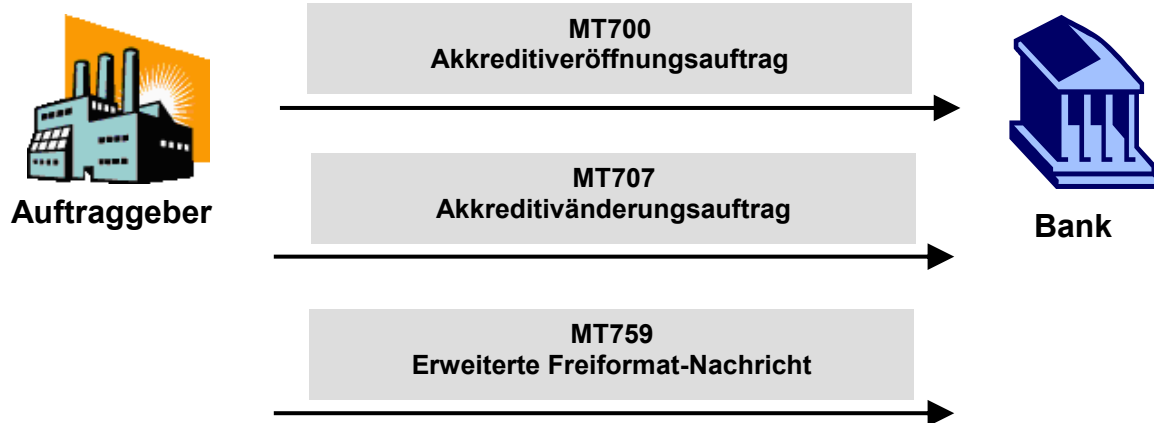 MT700
Akkreditiveröffnungsauftrag
MT707
Akkreditivänderungsauftrag
Auftraggeber
Bank
MT759
Erweiterte Freiformat-Nachricht